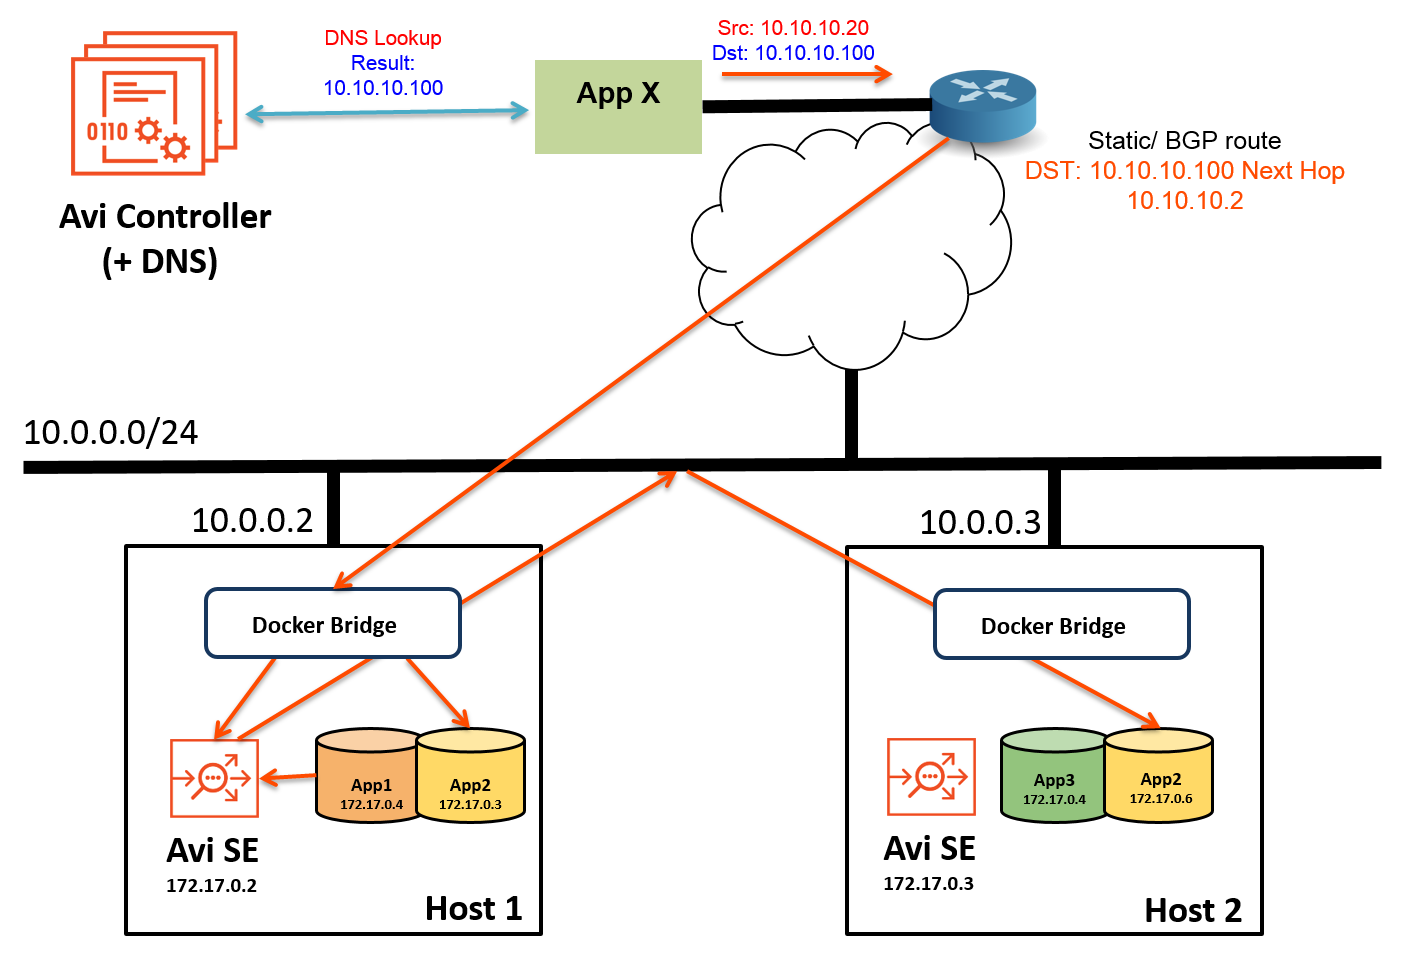 DNS Lookup
Result:
10.10.10.100
Src: 10.10.10.20
Dst: 10.10.10.100
App X
0110
Avi Controller
(+ DNS)
Static/ BGP route
DST: 10.10.10.100 Next Hop
10.10.10.2
10.0.0.0/24
10.0.0.2
10.0.0.3
Docker Bridge
Docker Bridge
App1
172.17.0.4
App2
172.17.0.3
Avi SE
172.17.0.2
Host 1
App3
172.17.0.4
App2
172.17.0.6
Avi SE
172.17.0.3
Host 2